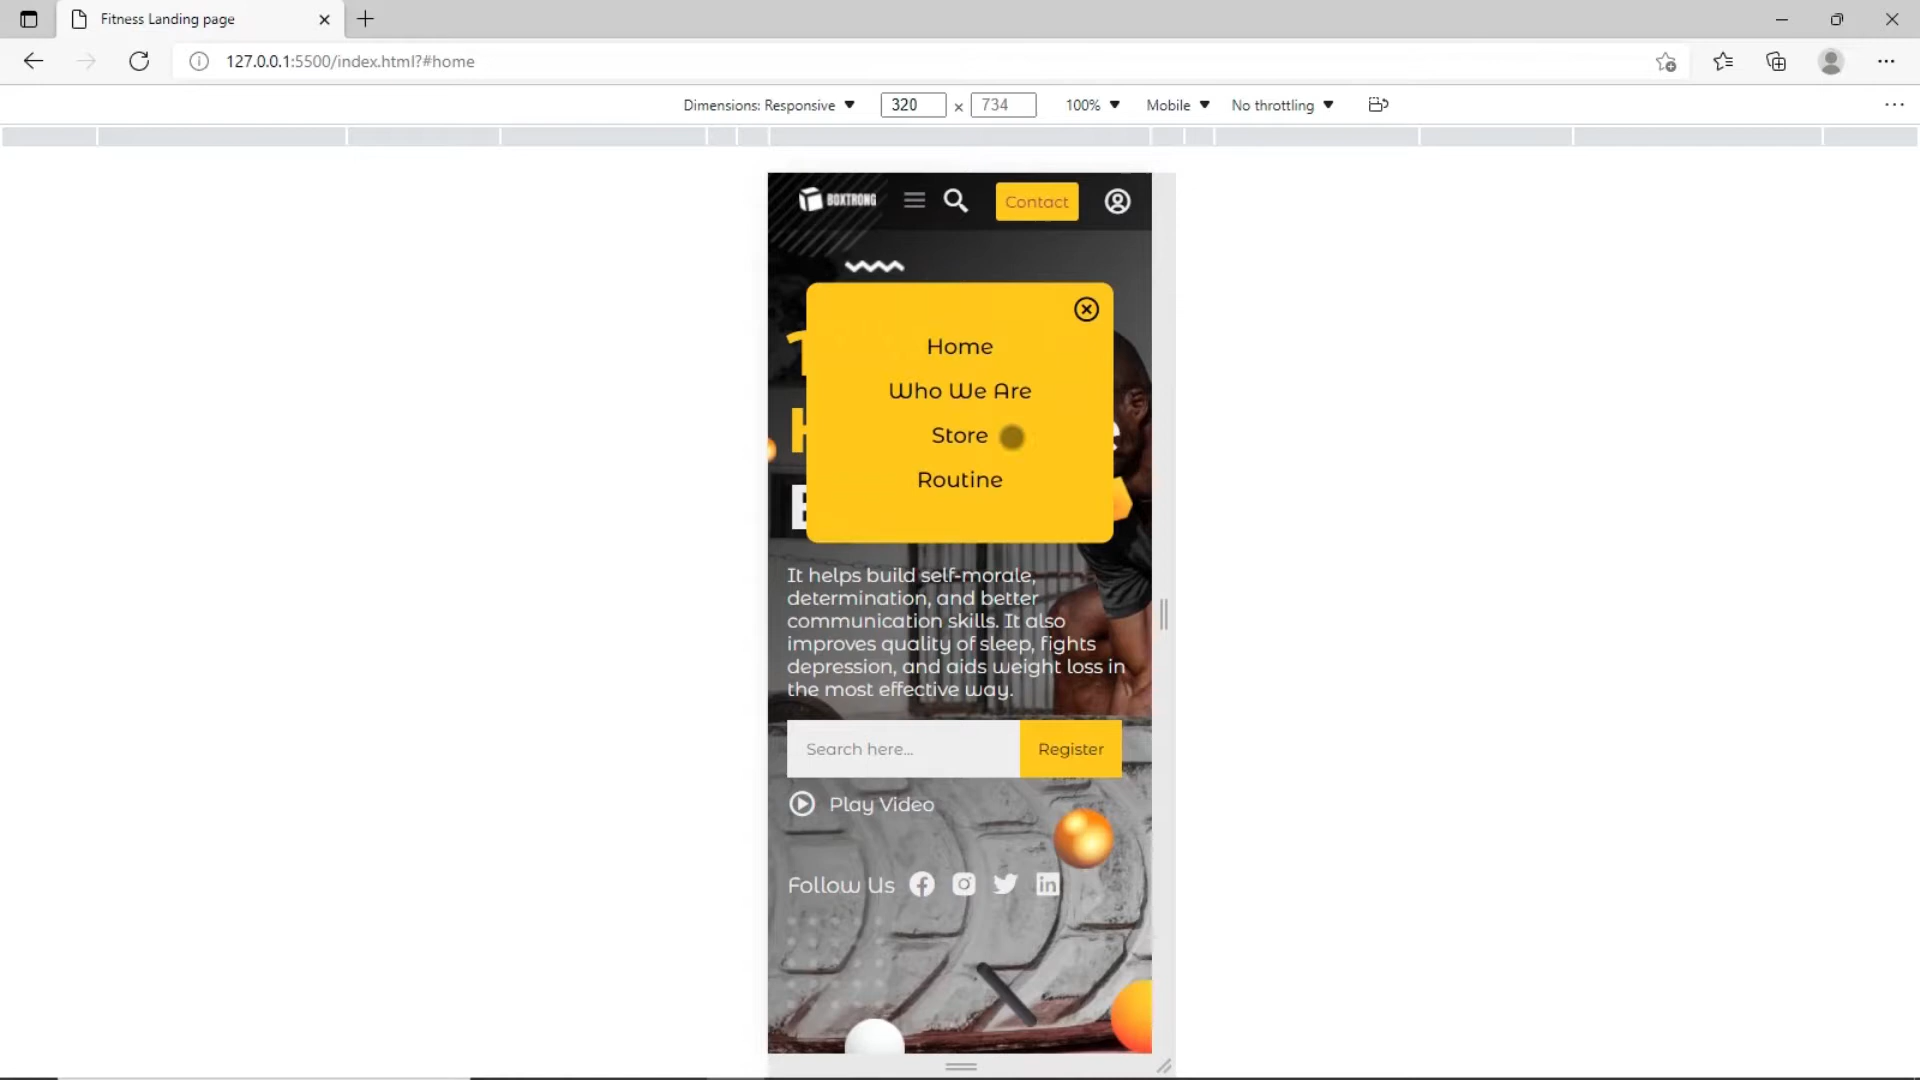 Fitness Landing page
127.0.0.1:5500/index.html?#home
Dimensions: Responsive 320 x 734 100% Mobile No throttling
BOXTRONG Contact
Home
Who We Are
Store
Routine
It helps build self-morale,
determination, and better
communication skills. It also
improves quality of sleep, fights
depression, and aids weight loss in
the most effective way.
Search here... Register
Play Video
Follow Us